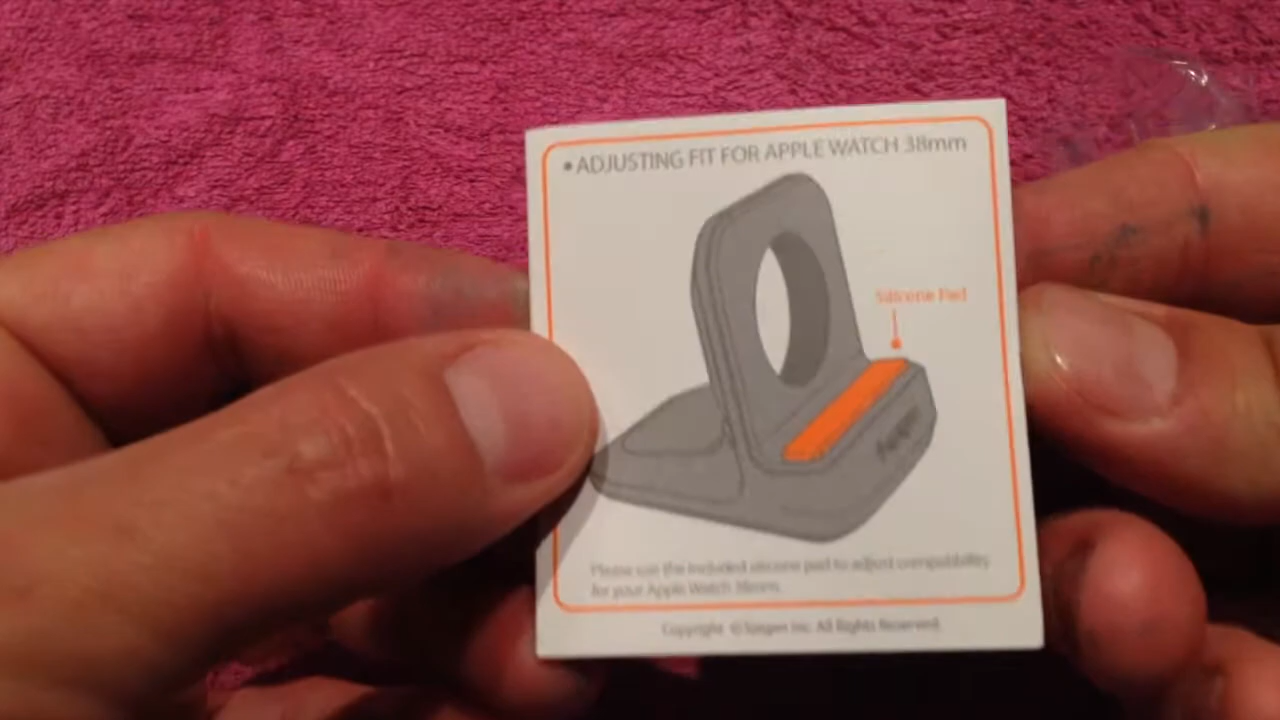 • ADJUSTING FIT FOR APPLE WATCH 38mm
Silicone Pad
Please use the included silicone pad to adjust compatibility
for your Apple Watch 38mm.
Copyright © Spigen Inc. All Rights Reserved.